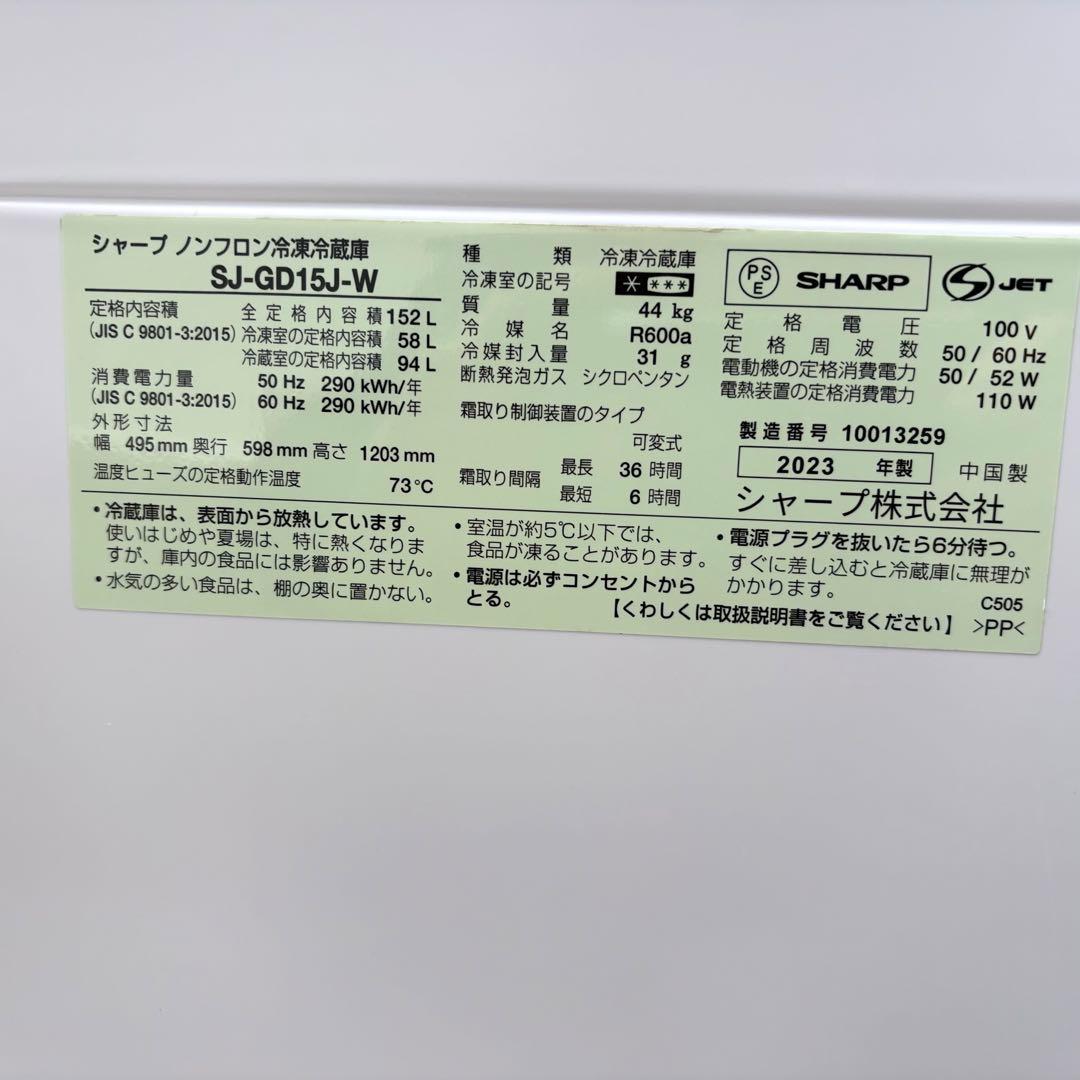 シャープ ノンフロン冷凍冷蔵庫
SJ-GD15J-W
定格内容積 全定格内容積 152 L
(JIS C 9801-3:2015) 冷凍室の定格内容積 58 L
冷蔵室の定格内容積 94 L
消費電力量 50 Hz 290 kWh/年
(JIS C 9801-3:2015) 60 Hz 290 kWh/年
外形寸法
幅 495 mm 奥行 598 mm 高さ 1203 mm
温度ヒューズの定格動作温度 73℃
種類 冷凍冷蔵庫
冷凍室の記号 * ***
質量 44 kg
冷媒名 R600a
冷媒封入量 31 g
断熱発泡ガス シクロペンタン
霜取り制御装置のタイプ
可変式
霜取り間隔 最長 36 時間
最短 6 時間
PSE SHARP S JET
定格電圧 100 V
定格周波数 50 / 60 Hz
電動機の定格消費電力 50 / 52 W
電熱装置の定格消費電力 110 W
製造番号 10013259
2023 年製 中国製
シャープ株式会社
・冷蔵庫は、表面から放熱しています。
使いはじめや夏場は、特に熱くなりま
すが、庫内の食品には影響ありません。
・水気の多い食品は、棚の奥に置かない。
・室温が約5℃以下では、
食品が凍ることがあります。
・電源は必ずコンセントから
とる。
・電源プラグを抜いたら6分待つ。
すぐに差し込むと冷蔵庫に無理が
かかります。
【くわしくは取扱説明書をご覧ください】
C505
>PP<